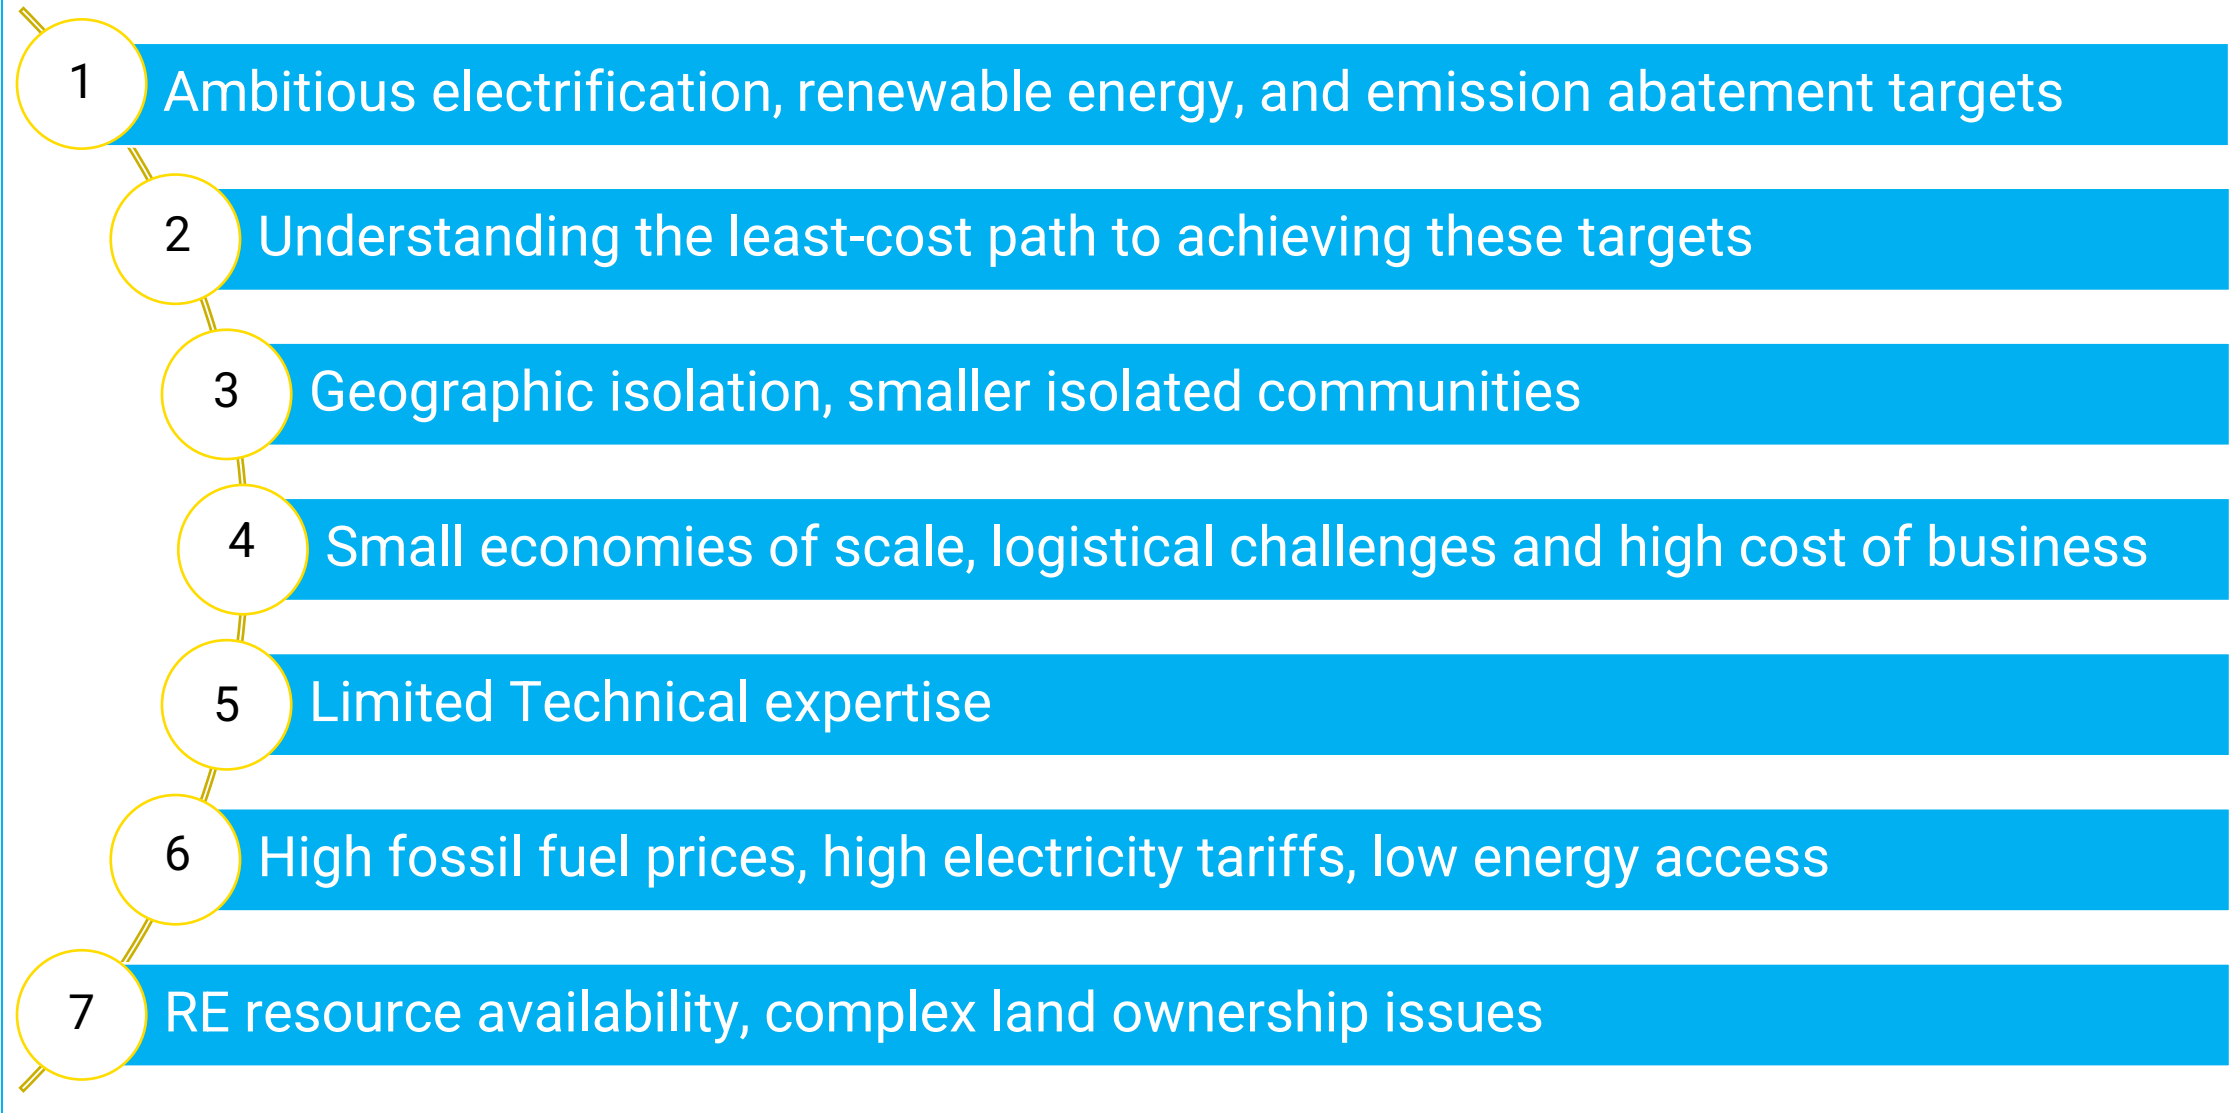 1
Ambitious electrification, renewable energy, and emission abatement targets
2
Understanding the least-cost path to achieving these targets
3
Geographic isolation, smaller isolated communities
4
Small economies of scale, logistical challenges and high cost of business
5
Limited Technical expertise
6
High fossil fuel prices, high electricity tariffs, low energy access
7
RE resource availability, complex land ownership issues